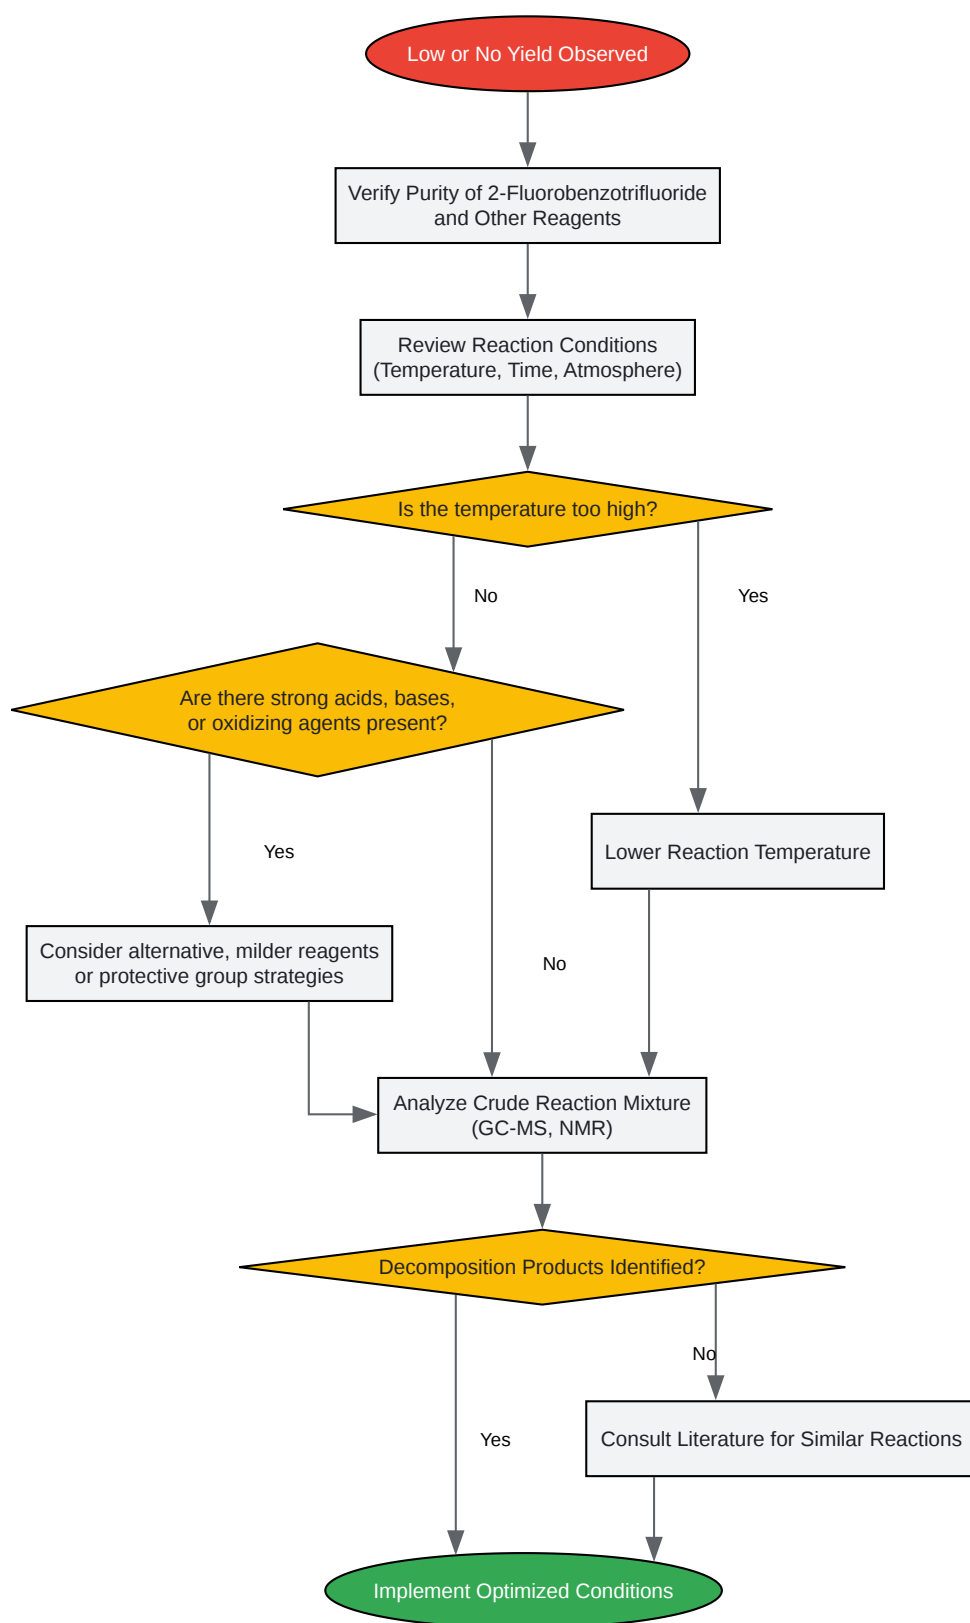 Low or No Yield Observed
Verify Purity of 2-Fluorobenzotrifluoride
and Other Reagents
Review Reaction Conditions
(Temperature, Time, Atmosphere)
Is the temperature too high?
No
Yes
Are there strong acids, bases,
or oxidizing agents present?
Yes
Lower Reaction Temperature
Consider alternative, milder reagents
or protective group strategies
No
Analyze Crude Reaction Mixture
(GC-MS, NMR)
Decomposition Products Identified?
No
Yes
Consult Literature for Similar Reactions
Implement Optimized Conditions